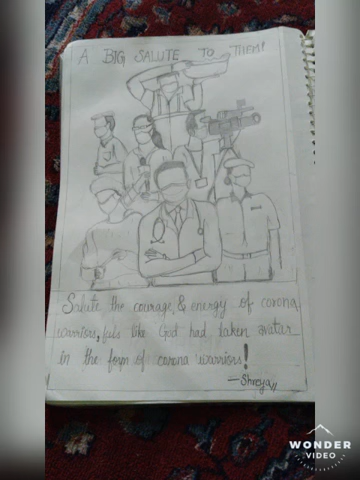 A BIG SALUTE TO THEM!
Salute the courage & energy of corona
warriors, feels like God had taken avatar
in the form of corona warriors!
—Shreya
WONDER
VIDEO